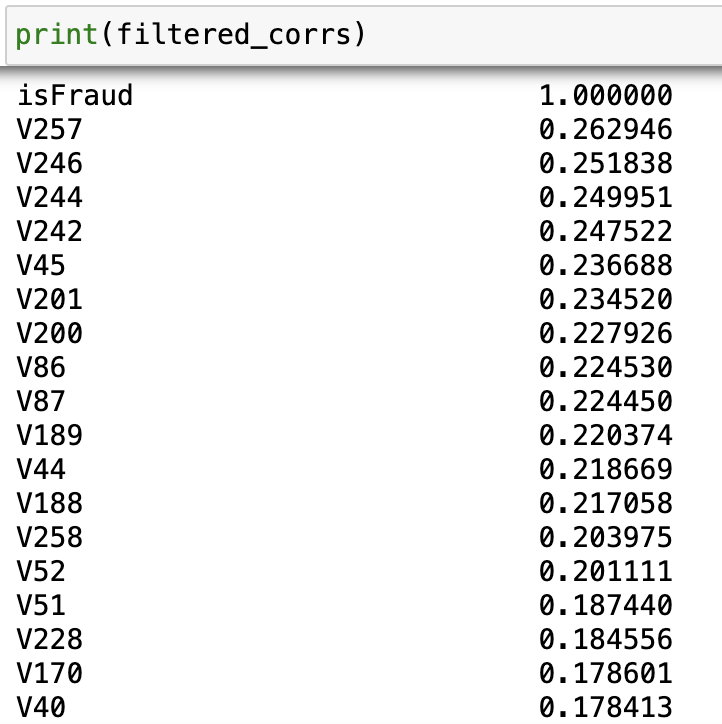 print(filtered_corrs)
isFraud 1.000000
V257 0.262946
V246 0.251838
V244 0.249951
V242 0.247522
V45 0.236688
V201 0.234520
V200 0.227926
V86 0.224530
V87 0.224450
V189 0.220374
V44 0.218669
V188 0.217058
V258 0.203975
V52 0.201111
V51 0.187440
V228 0.184556
V170 0.178601
V40 0.178413